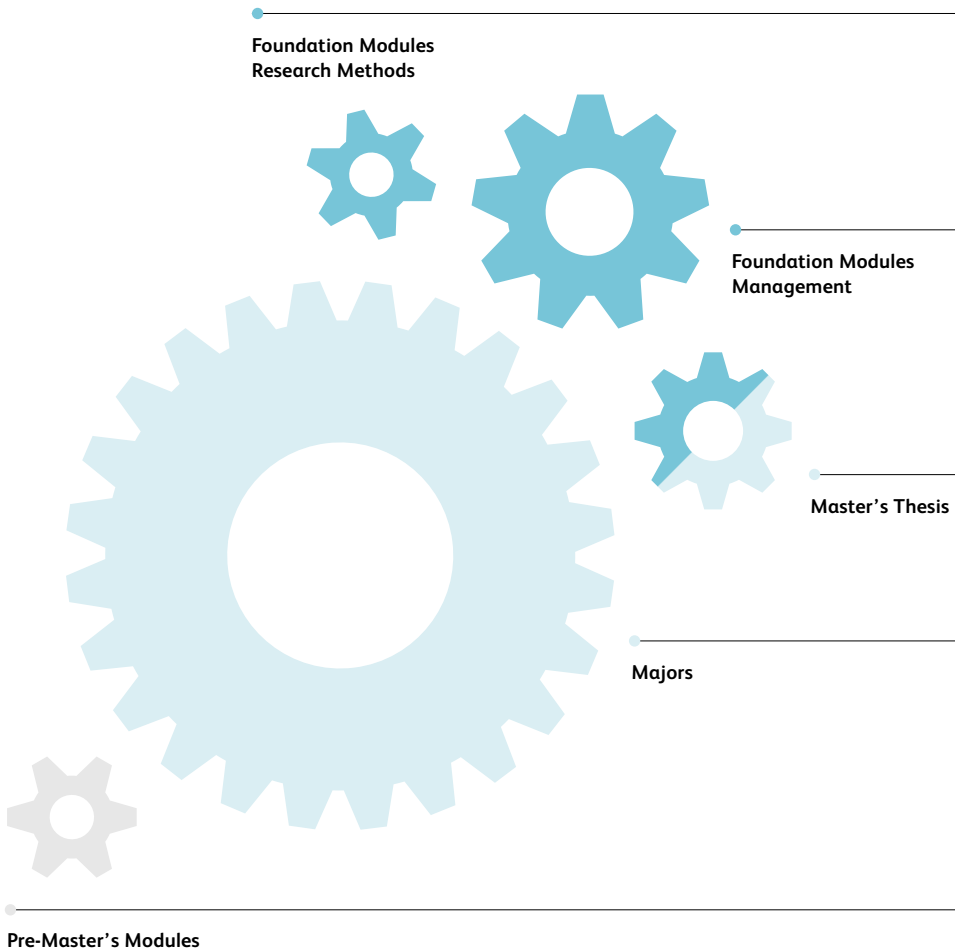 Foundation Modules
Research Methods
Foundation Modules
Management
Master’s Thesis
Majors
Pre-Master’s Modules